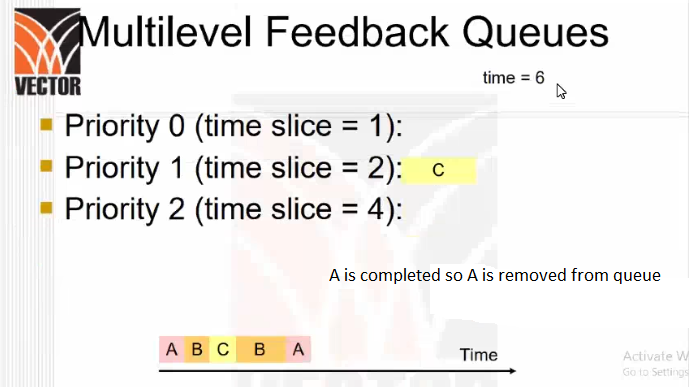 Multilevel Feedback Queues
VECTOR
time = 6
Priority 0 (time slice = 1):
Priority 1 (time slice = 2): C
Priority 2 (time slice = 4):
A is completed so A is removed from queue
A B C B A
Time
Activate W
Go to Settings